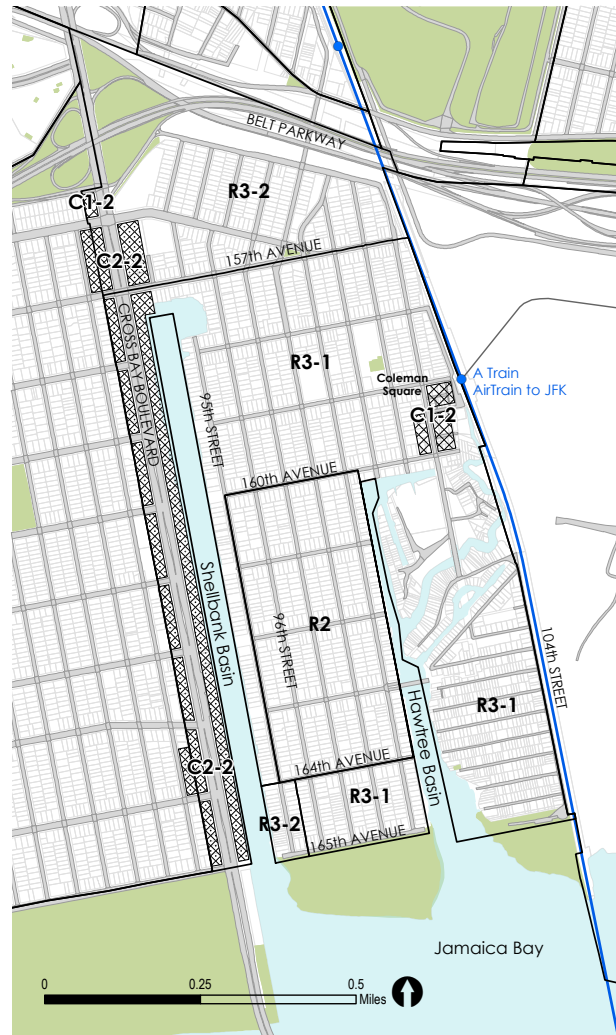 BELT PARKWAY
R3-2
C1-2
C2-2
157th AVENUE
CROSS BAY BOULEVARD
R3-1
Coleman
Square
A Train
AirTrain to JFK
C1-2
95th STREET
160th AVENUE
Shellbank Basin
R2
96th STREET
104th STREET
R3-1
Hawtree Basin
C2-2
164th AVENUE
R3-1
R3-2
165th AVENUE
Jamaica Bay
0 0.25 0.5
Miles